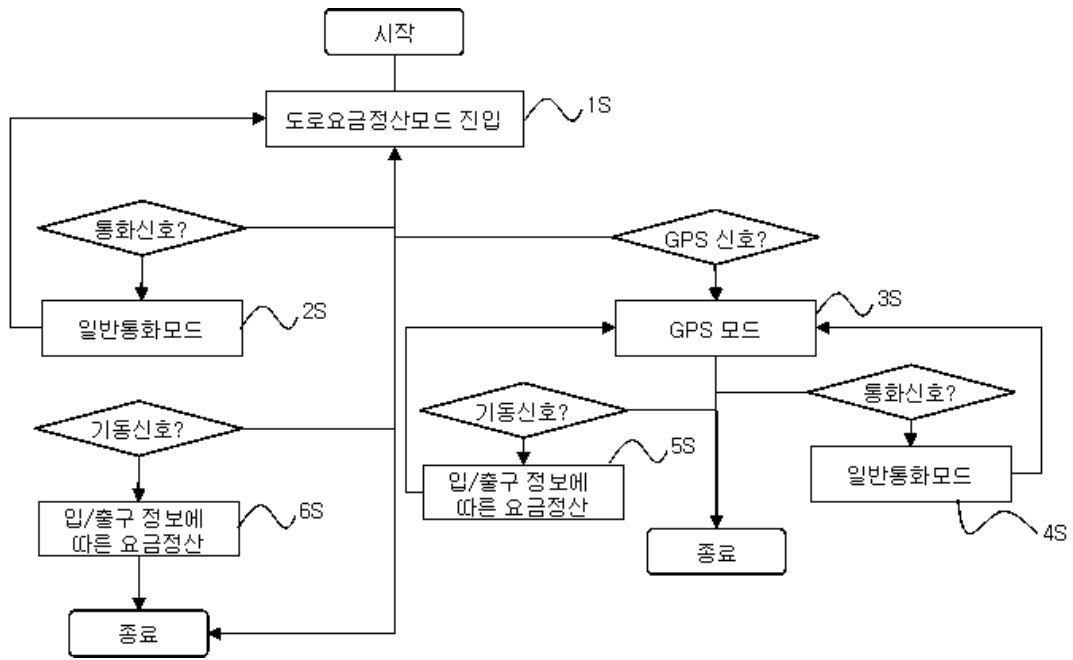 시작
도로요금정산모드 진입
1S
통화신호?
GPS 신호?
일반통화모드
2S
GPS 모드
3S
기동신호?
기동신호?
통화신호?
입/출구 정보에
따른 요금정산
5S
일반통화모드
4S
입/출구 정보에
따른 요금정산
6S
종료
종료